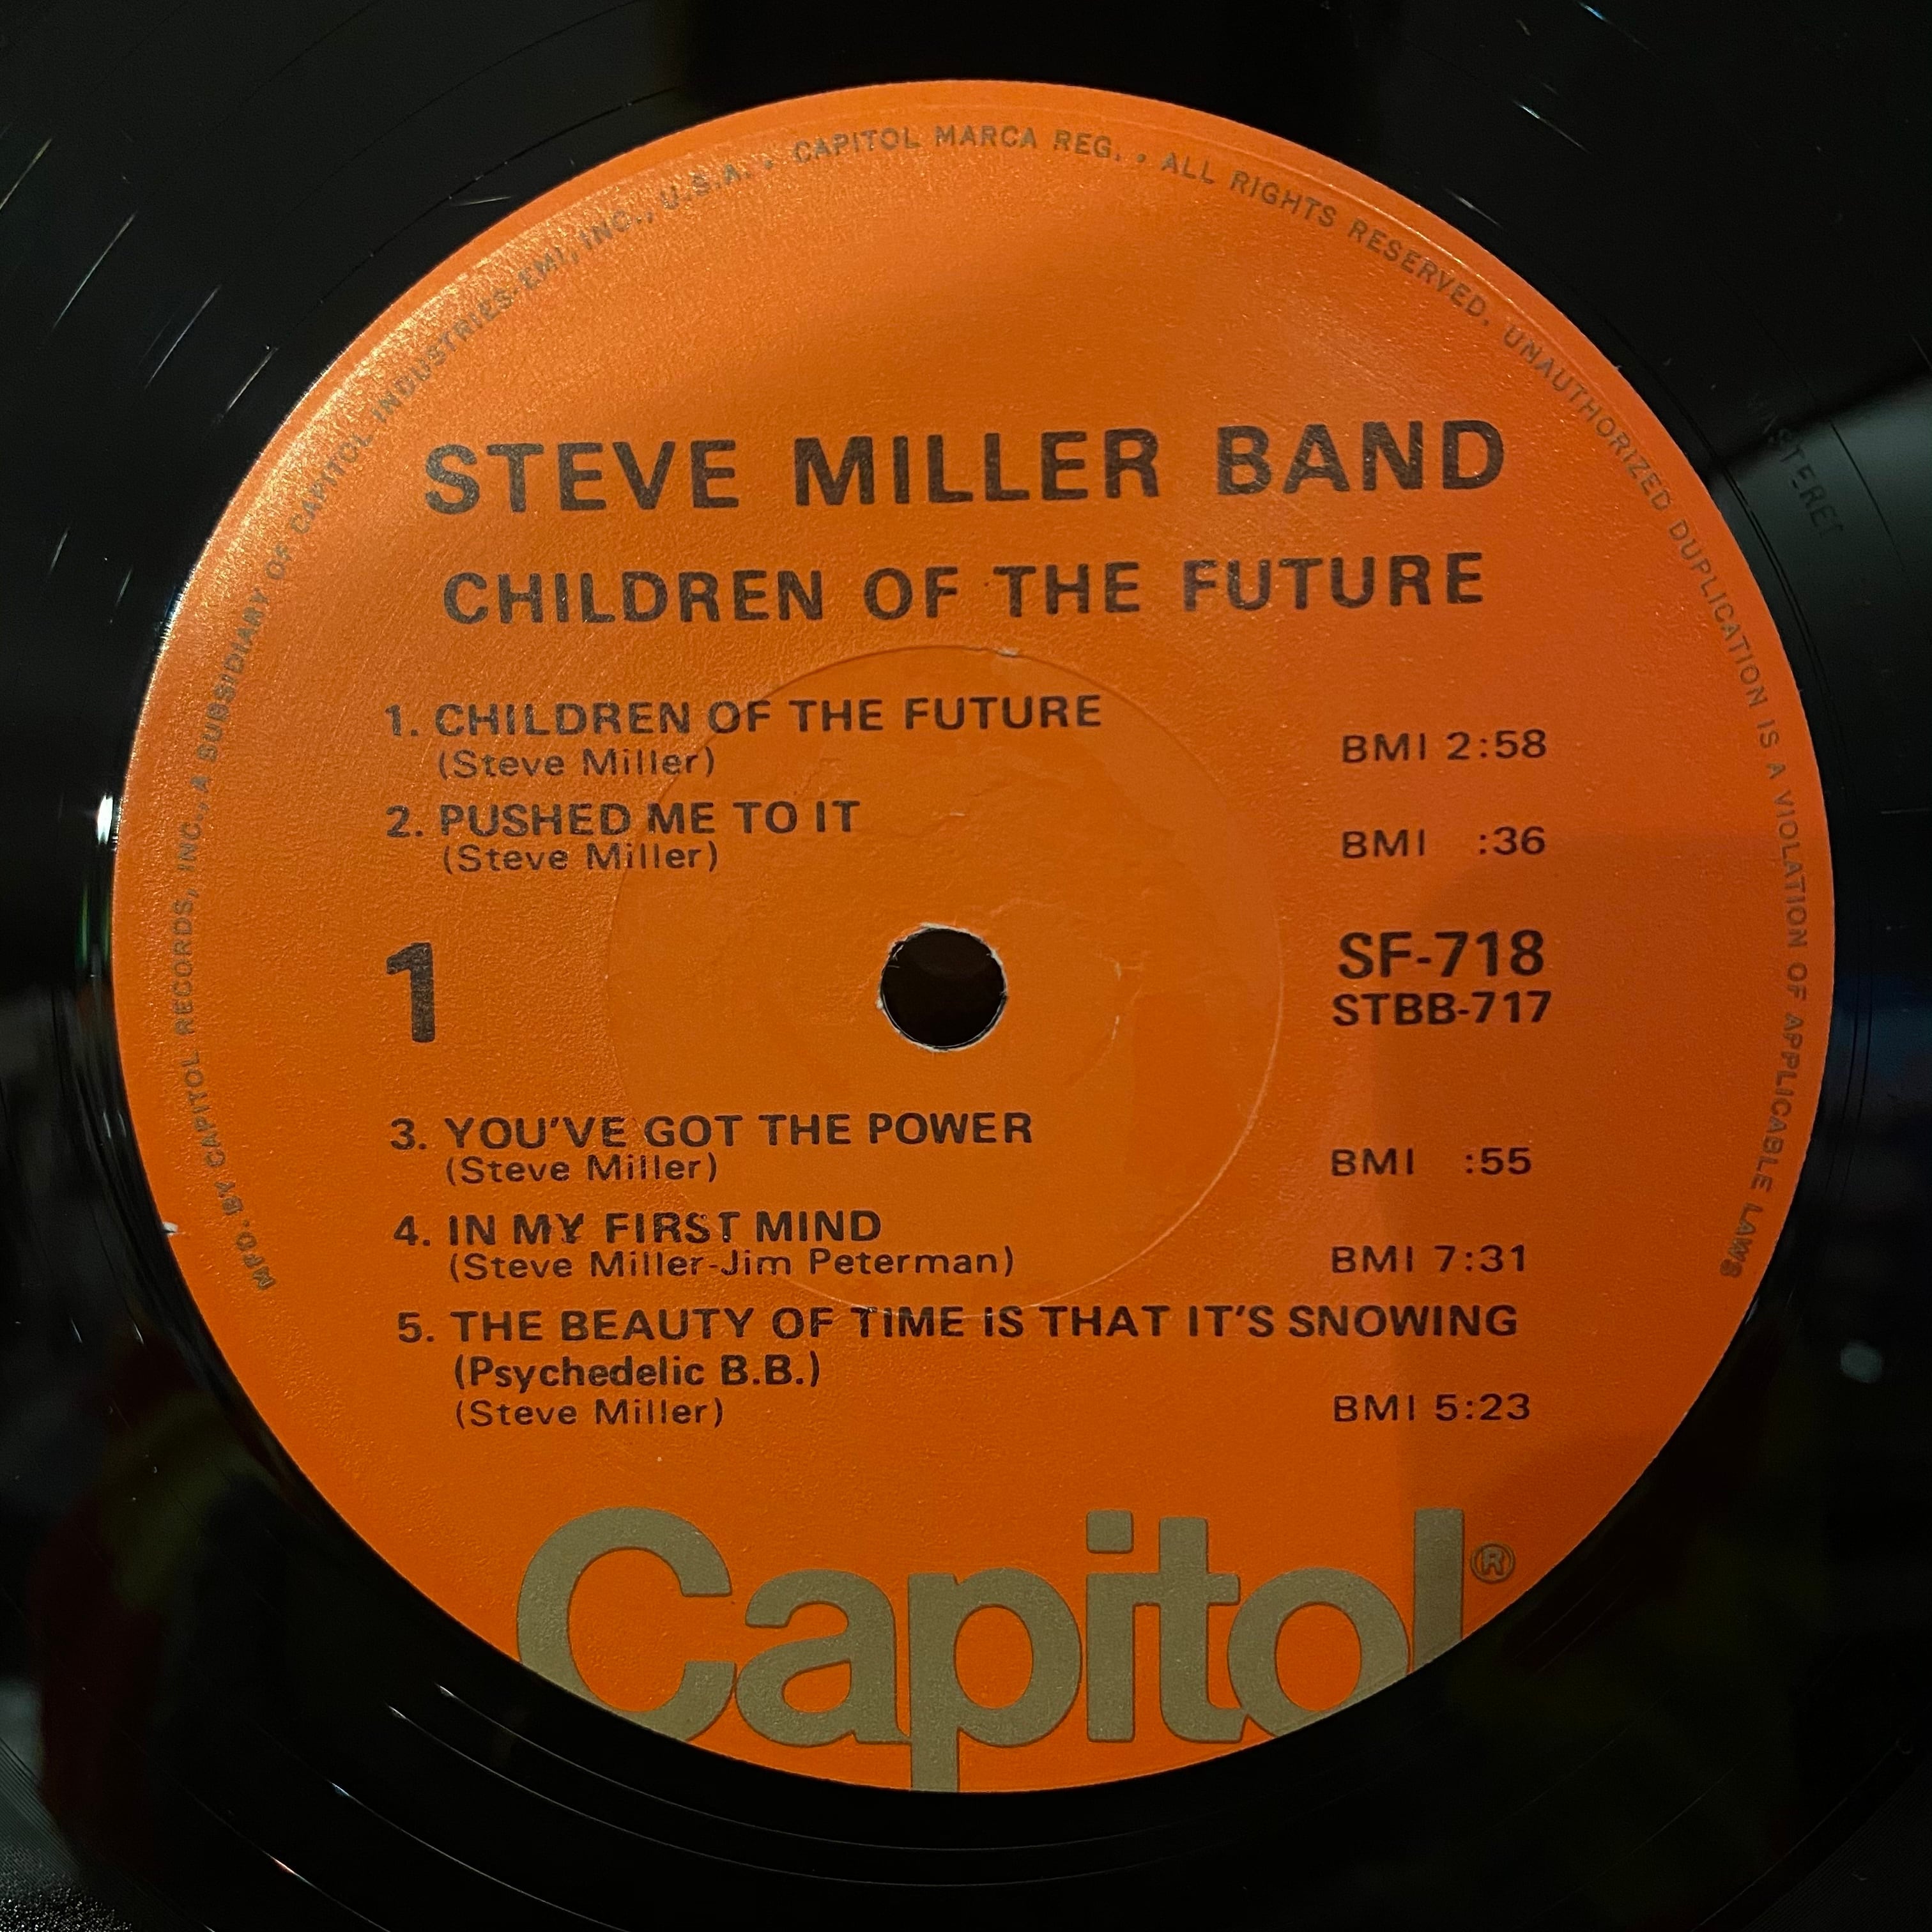 MFD. BY CAPITOL RECORDS, INC., A SUBSIDIARY OF CAPITOL INDUSTRIES-EMI, INC., U.S.A. • CAPITOL MARCA REG. • ALL RIGHTS RESERVED. UNAUTHORIZED DUPLICATION IS A VIOLATION OF APPLICABLE LAWS
STEVE MILLER BAND
CHILDREN OF THE FUTURE
1. CHILDREN OF THE FUTURE
(Steve Miller) BMI 2:58
2. PUSHED ME TO IT
(Steve Miller) BMI :36
1 SF-718
STBB-717
3. YOU'VE GOT THE POWER
(Steve Miller) BMI :55
4. IN MY FIRST MIND
(Steve Miller-Jim Peterman) BMI 7:31
5. THE BEAUTY OF TIME IS THAT IT'S SNOWING
(Psychedelic B.B.)
(Steve Miller) BMI 5:23
Capitol®